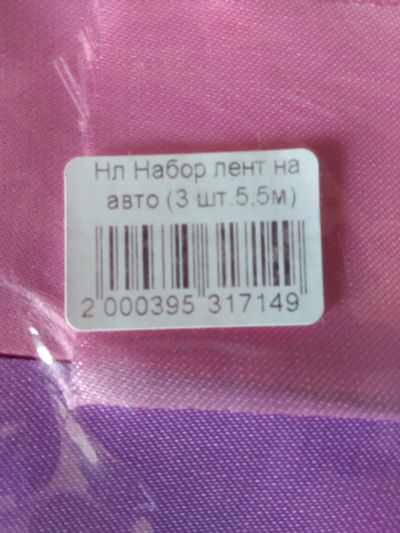 Нл Набор лент на
авто (3 шт.5,5м)
2 000395 317149